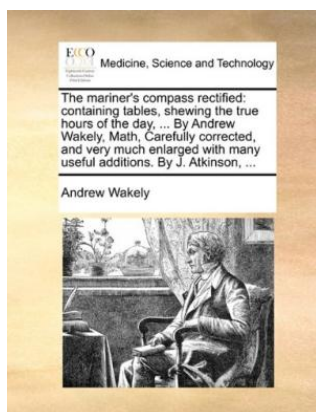 ECCO
Medicine, Science and Technology
The mariner's compass rectified:
containing tables, shewing the true
hours of the day, ... By Andrew
Wakely, Math, Carefully corrected,
and very much enlarged with many
useful additions. By J. Atkinson, ...
Andrew Wakely